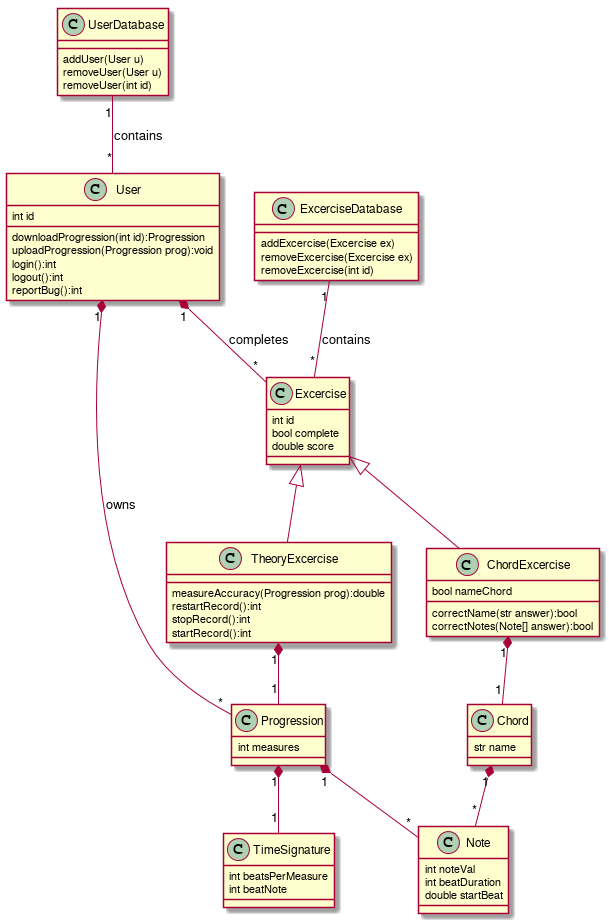 C UserDatabase
addUser(User u)
removeUser(User u)
removeUser(int id)
1
contains
*
C User
int id
downloadProgression(int id):Progression
uploadProgression(Progression prog):void
login():int
logout():int
reportBug():int
C ExcerciseDatabase
addExcercise(Excercise ex)
removeExcercise(Excercise ex)
removeExcercise(int id)
1
1
1
completes
contains
*
*
C Excercise
int id
bool complete
double score
owns
C TheoryExcercise
measureAccuracy(Progression prog):double
restartRecord():int
stopRecord():int
startRecord():int
C ChordExcercise
bool nameChord
correctName(str answer):bool
correctNotes(Note[] answer):bool
1
1
1
1
*
C Progression
int measures
C Chord
str name
1
1
1
1
*
*
C TimeSignature
int beatsPerMeasure
int beatNote
C Note
int noteVal
int beatDuration
double startBeat